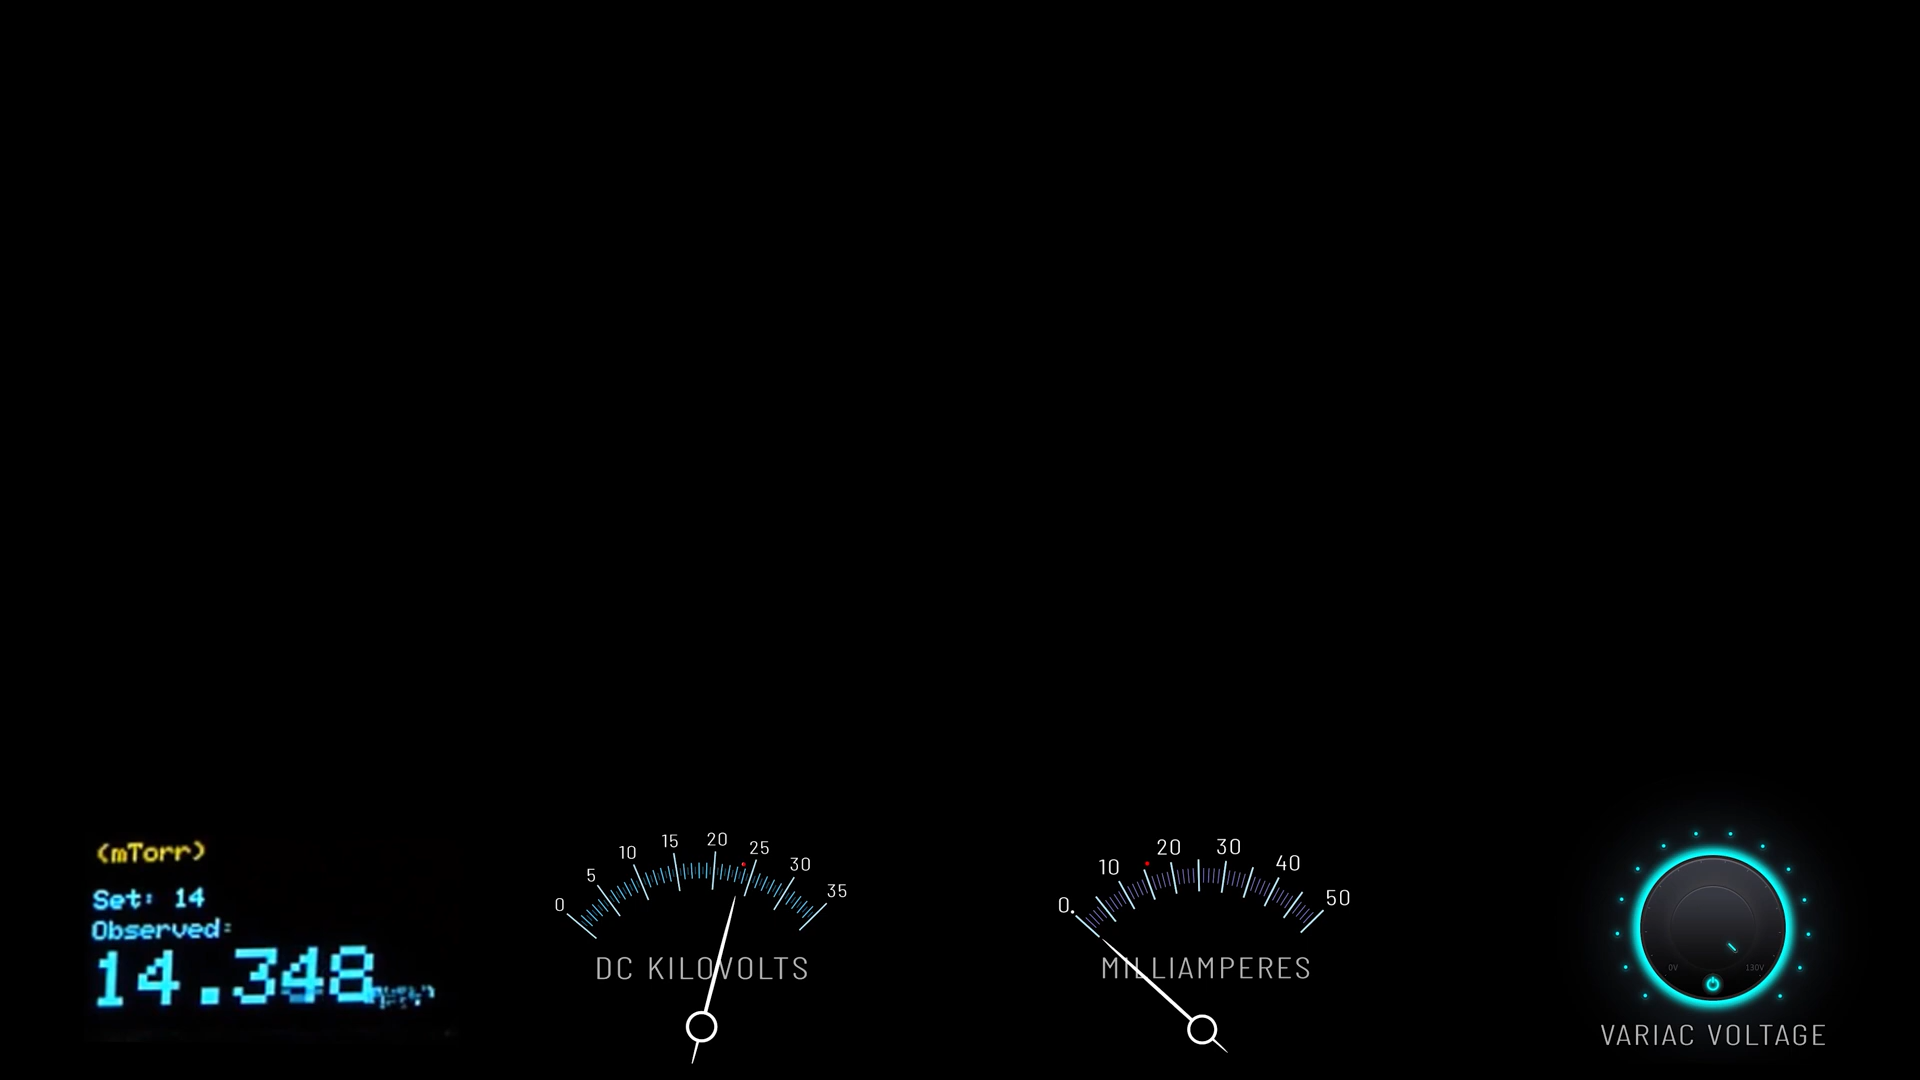 (mTorr)
Set: 14
Observed:
14.348
0 5 10 15 20 25 30 35
DC KILOVOLTS
0 10 20 30 40 50
MILLIAMPERES
0V 130V
VARIAC VOLTAGE